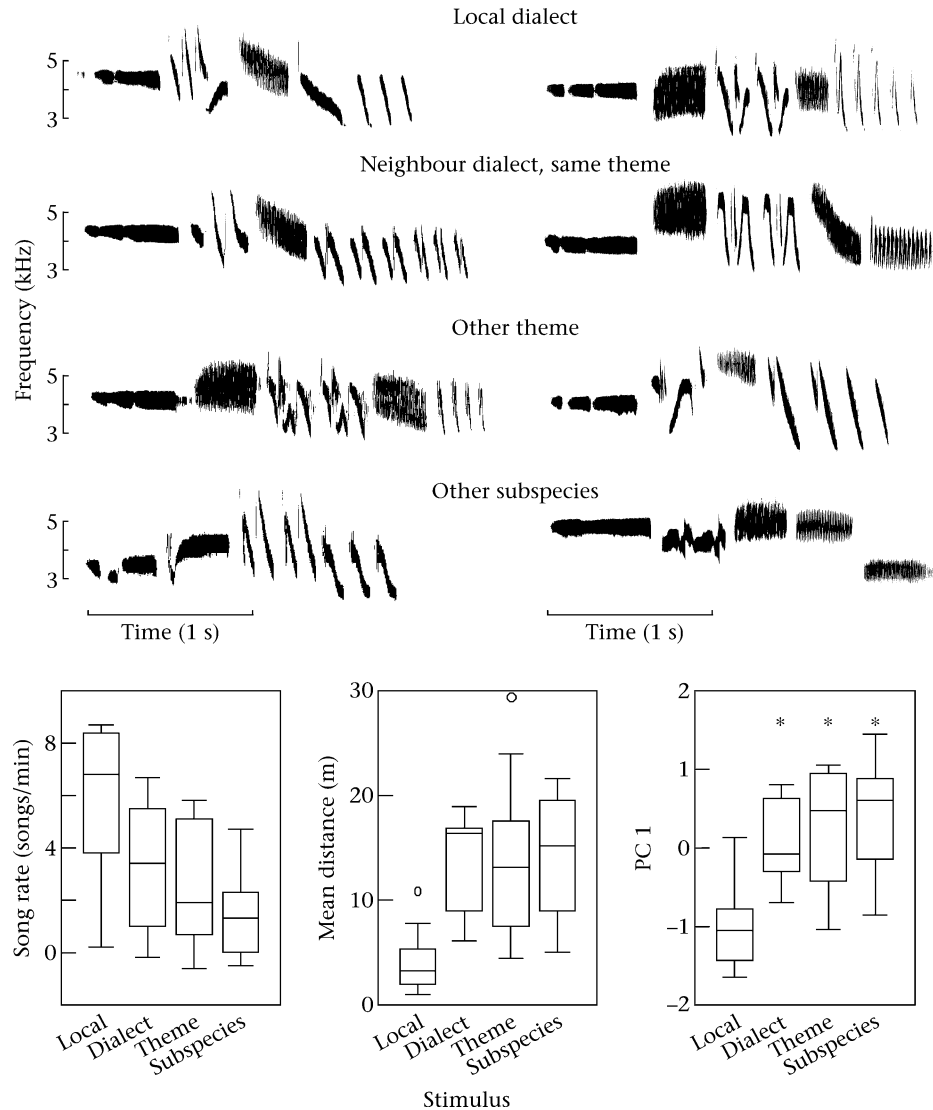 Local dialect
5
3
Neighbour dialect, same theme
5
3
Frequency (kHz)
Other theme
5
3
Other subspecies
5
3
Time (1 s)
Time (1 s)
Song rate (songs/min)
8
4
0
Local
Dialect
Theme
Subspecies
Mean distance (m)
30
20
10
0
Local
Dialect
Theme
Subspecies
PC 1
2
1
0
–1
–2
* * *
Local
Dialect
Theme
Subspecies
Stimulus